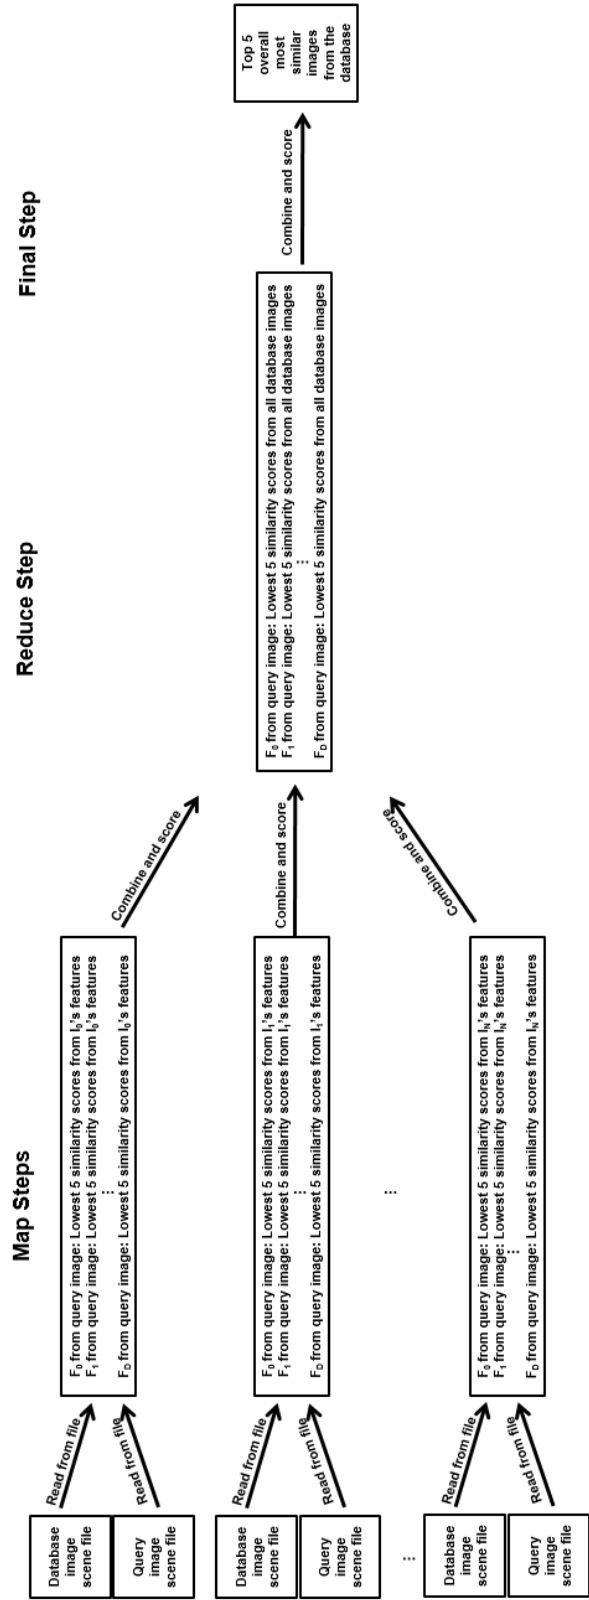 Map Steps
Reduce Step
Final Step
Database
image
scene file
Query
image
scene file
Read from file
Read from file
F0 from query image: Lowest 5 similarity scores from I0's features
F1 from query image: Lowest 5 similarity scores from I0's features
...
FD from query image: Lowest 5 similarity scores from I0's features
Combine and score
Database
image
scene file
Query
image
scene file
Read from file
Read from file
F0 from query image: Lowest 5 similarity scores from I1's features
F1 from query image: Lowest 5 similarity scores from I1's features
...
FD from query image: Lowest 5 similarity scores from I1's features
Combine and score
...
...
Database
image
scene file
Query
image
scene file
Read from file
Read from file
F0 from query image: Lowest 5 similarity scores from IN's features
F1 from query image: Lowest 5 similarity scores from IN's features
...
FD from query image: Lowest 5 similarity scores from IN's features
Combine and score
F0 from query image: Lowest 5 similarity scores from all database images
F1 from query image: Lowest 5 similarity scores from all database images
...
FD from query image: Lowest 5 similarity scores from all database images
Combine and score
Top 5
overall
most
similar
images
from the
database